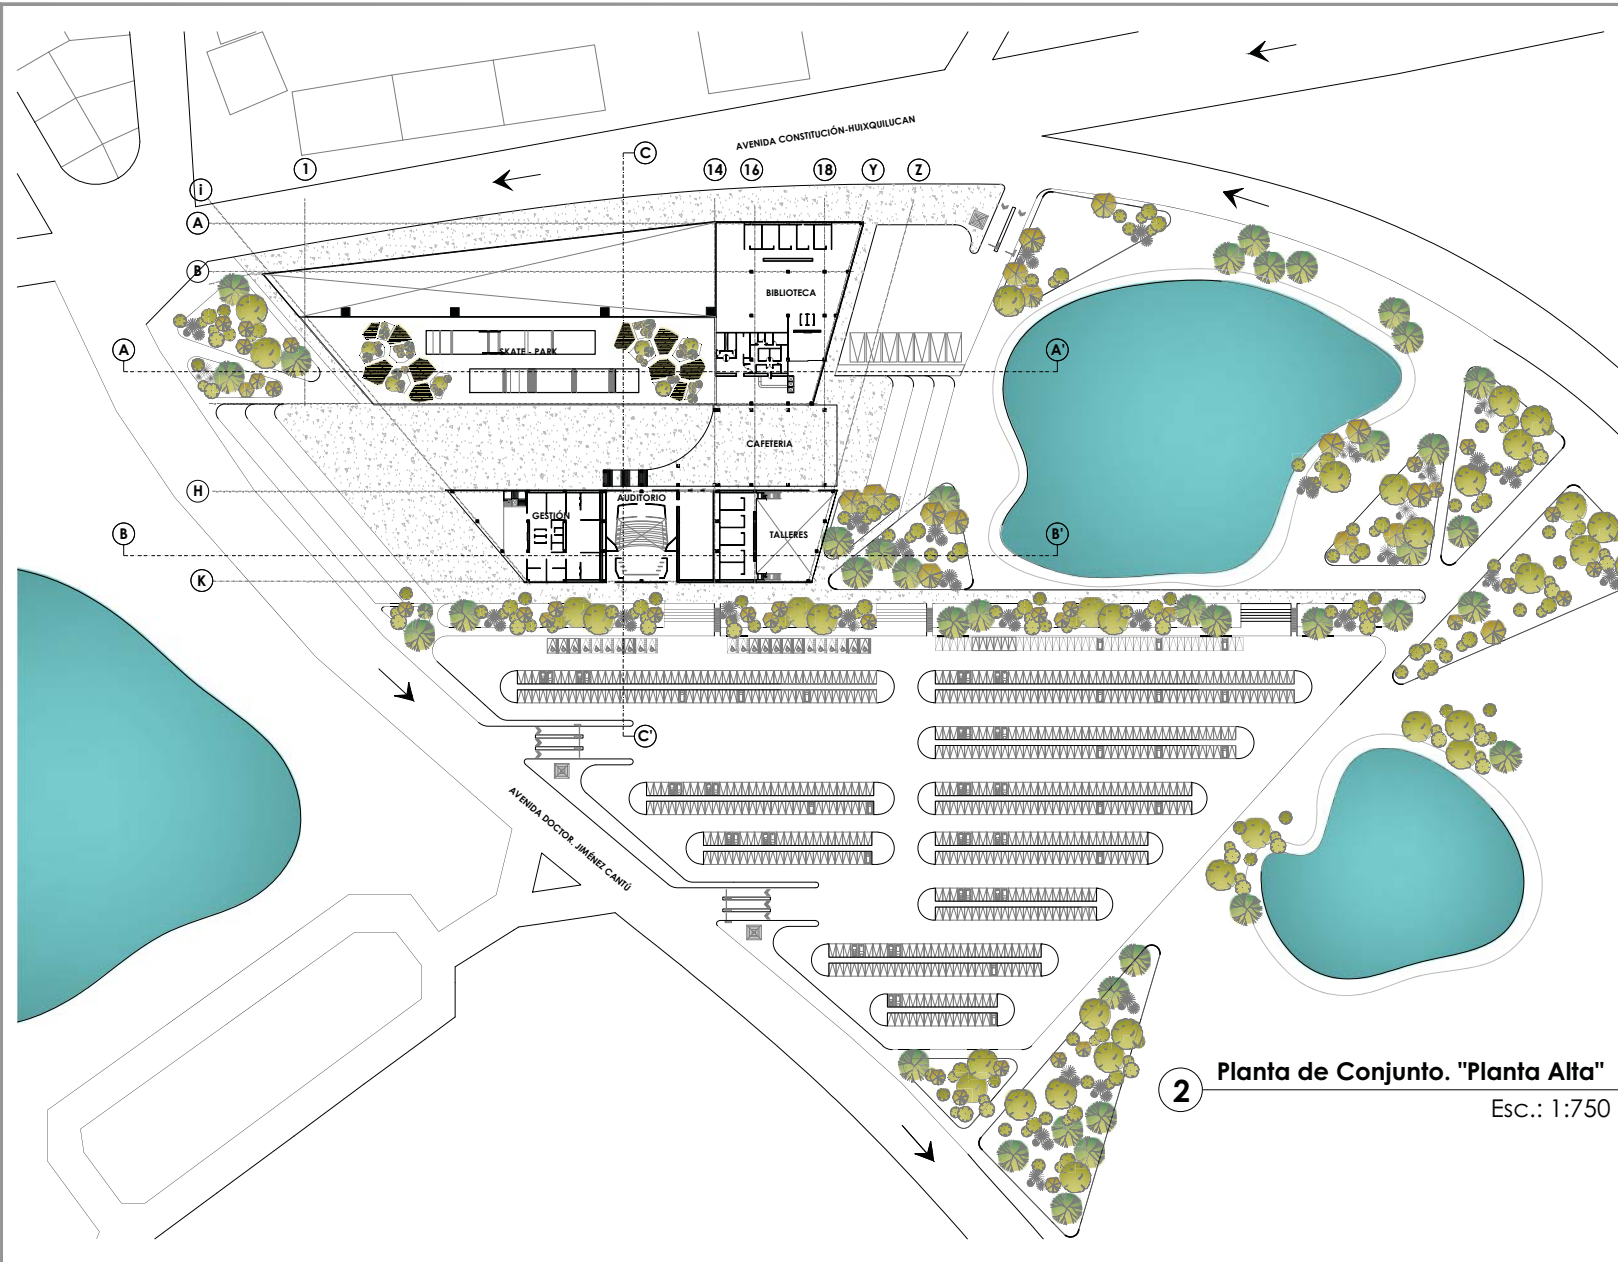 AVENIDA CONSTITUCIÓN-HUIXQUILUCAN
C
1
14
16
18
Y
Z
i
A
B
BIBLIOTECA
A
SKATE - PARK
A'
CAFETERIA
H
AUDITORIO
GESTIÓN
TALLERES
B
B'
K
C'
AVENIDA DOCTOR. JIMÉNEZ CANTÚ
2
Planta de Conjunto. "Planta Alta"
Esc.: 1:750